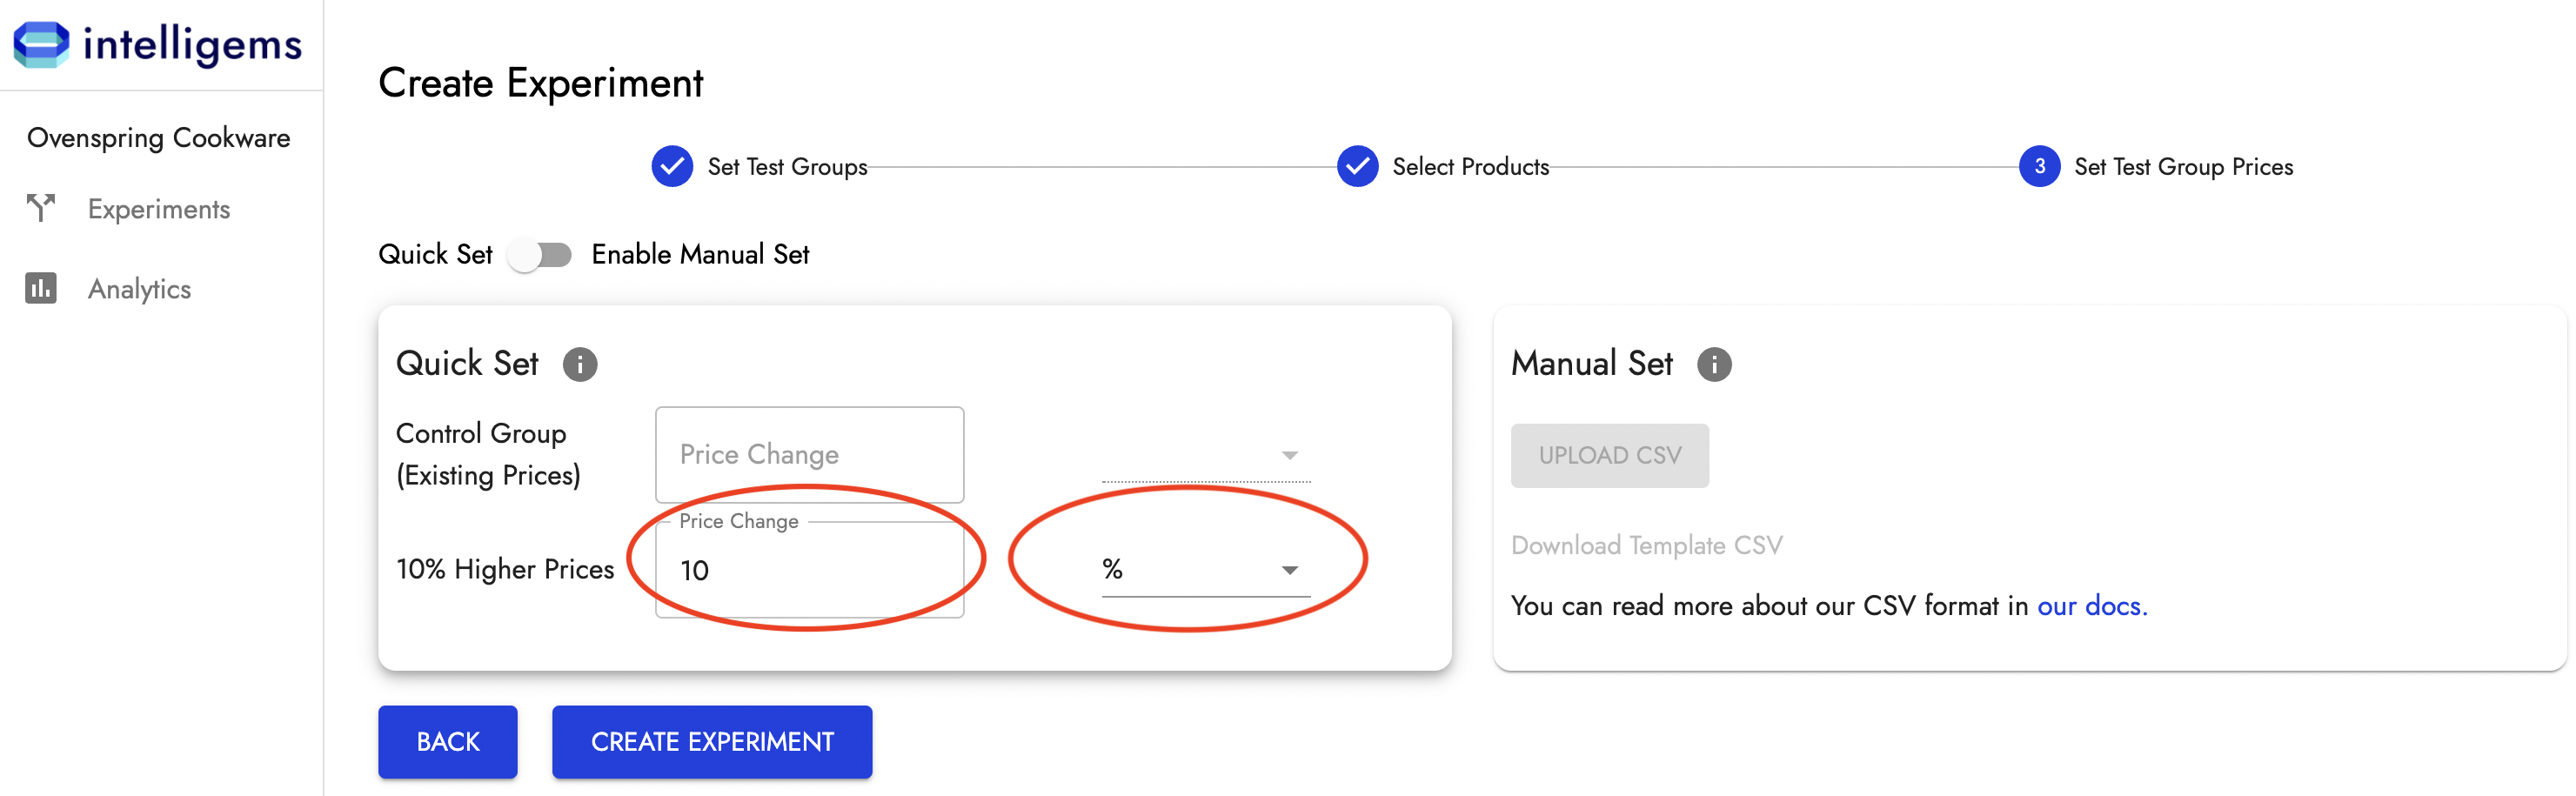 intelligems
Ovenspring Cookware
Experiments
Analytics
Create Experiment
Set Test Groups
Select Products
3 Set Test Group Prices
Quick Set Enable Manual Set
Quick Set
Control Group
(Existing Prices)
Price Change
Price Change
10% Higher Prices
10
%
Manual Set
UPLOAD CSV
Download Template CSV
You can read more about our CSV format in our docs.
BACK
CREATE EXPERIMENT